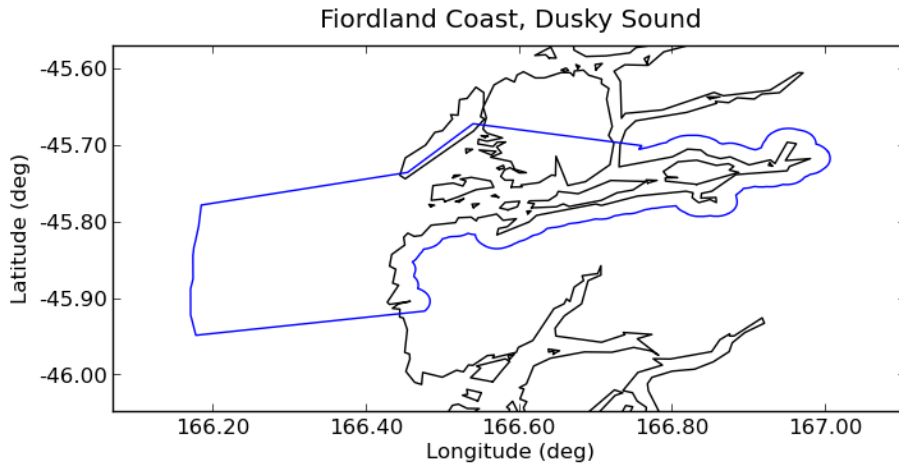 Fiordland Coast, Dusky Sound
-45.60
-45.70
-45.80
-45.90
-46.00
Latitude (deg)
166.20 166.40 166.60 166.80 167.00
Longitude (deg)